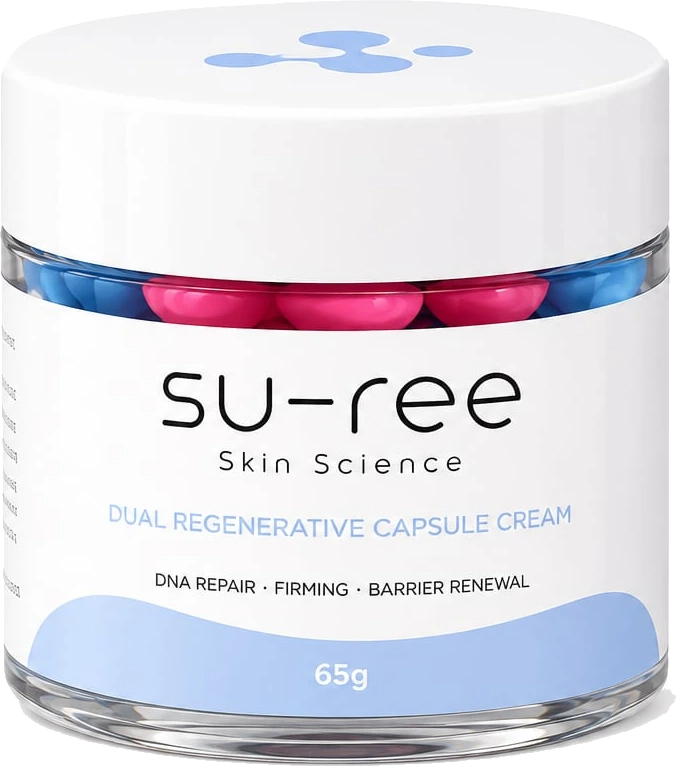 su-ree
Skin Science
DUAL REGENERATIVE CAPSULE CREAM
DNA REPAIR · FIRMING · BARRIER RENEWAL
65g